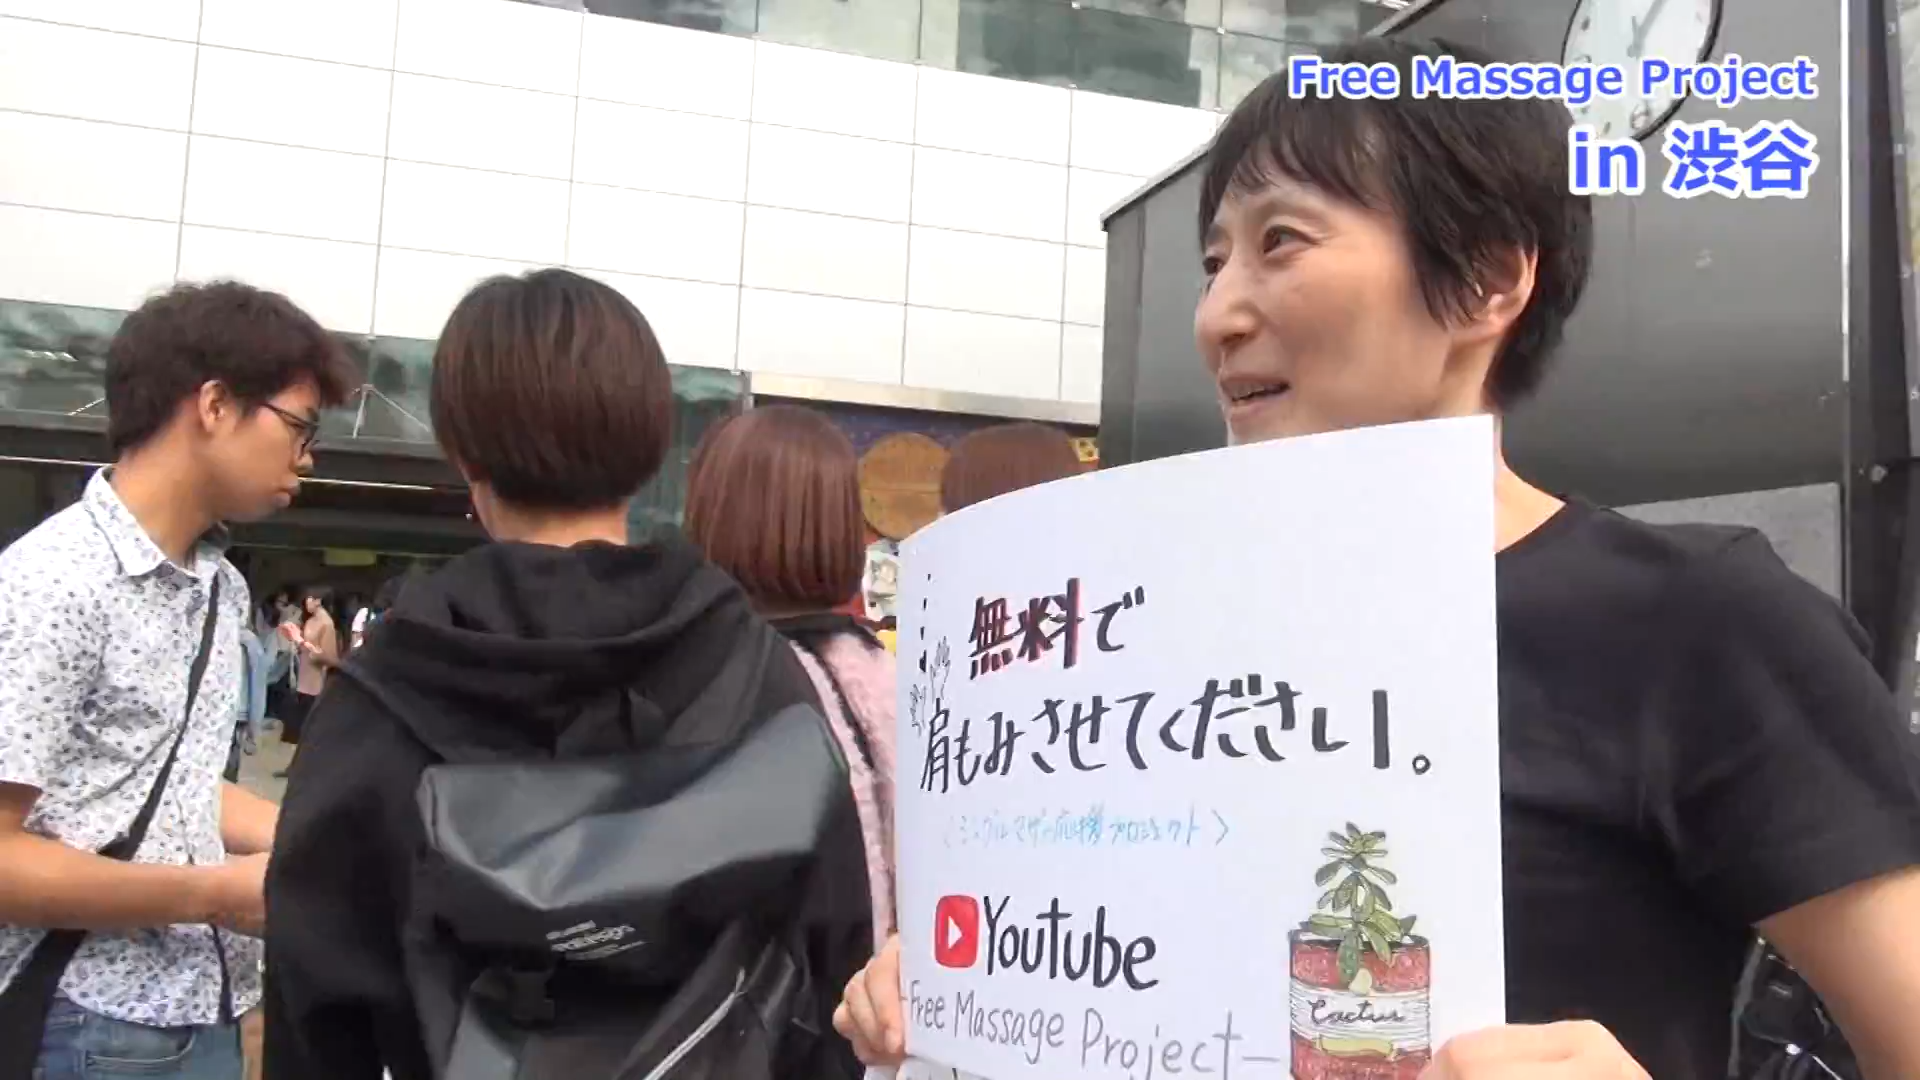 Free Massage Project
in 渋谷
無料で
肩もみさせてください。
<シングルマザー応援プロジェクト>
Youtube
Free Massage Project
Cactus